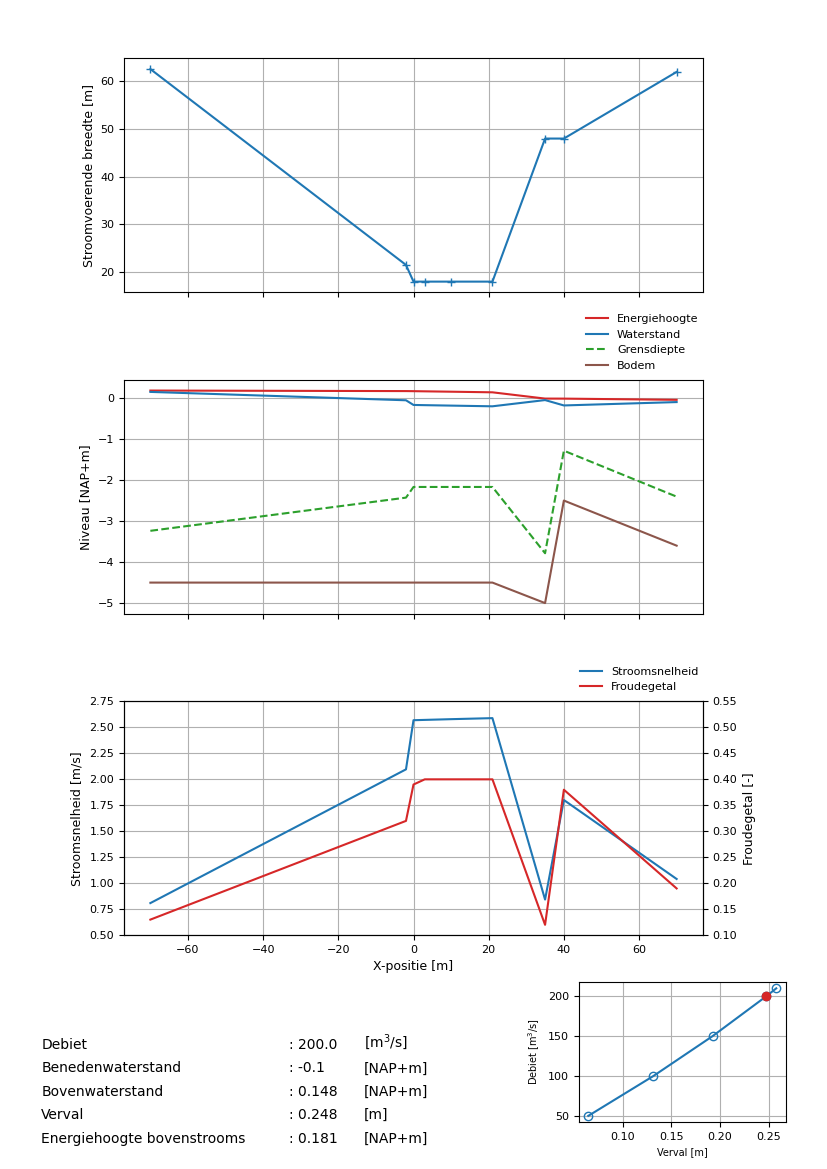 60
50
40
30
20
Stroomvoerende breedte [m]
Energiehoogte
Waterstand
Grensdiepte
Bodem
0
−1
−2
−3
−4
−5
Niveau [NAP+m]
Stroomsnelheid
Froudegetal
2.75
2.50
2.25
2.00
1.75
1.50
1.25
1.00
0.75
0.50
Stroomsnelheid [m/s]
0.55
0.50
0.45
0.40
0.35
0.30
0.25
0.20
0.15
0.10
Froudegetal [-]
−60 −40 −20 0 20 40 60
X-positie [m]
Debiet : 200.0 [m³/s]
Benedenwaterstand : -0.1 [NAP+m]
Bovenwaterstand : 0.148 [NAP+m]
Verval : 0.248 [m]
Energiehoogte bovenstrooms : 0.181 [NAP+m]
200
150
100
50
Debiet [m³/s]
0.10 0.15 0.20 0.25
Verval [m]